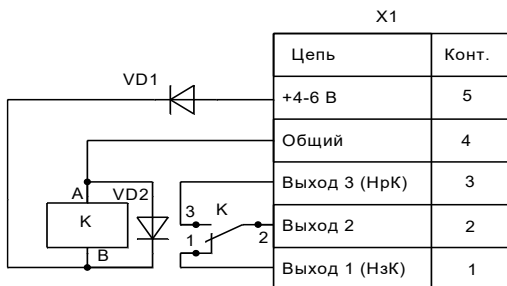 X1
Цепь Конт.
VD1
+4-6 В 5
Общий 4
A VD2 Выход 3 (НрК) 3
K 3 K
1 2 Выход 2 2
B
Выход 1 (НзК) 1